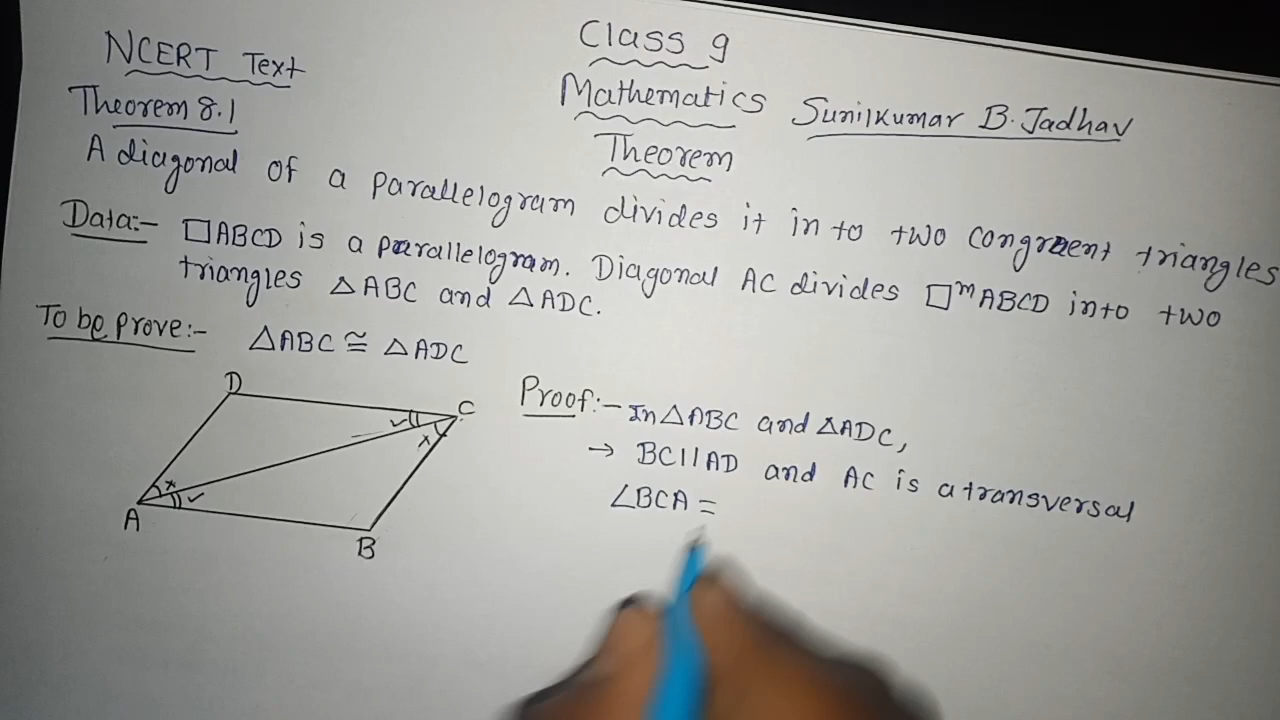 NCERT Text
Class 9
Theorem 8.1
Mathematics Sunilkumar B. Jadhav
Theorem
A diagonal of a parallelogram divides it in to two congruent triangles
Data:- □ABCD is a parallelogram. Diagonal AC divides □ᵐABCD into two
triangles △ABC and △ADC.
To be prove:- △ABC ≅ △ADC
D
C
A
B
x
x
Proof:- In △ABC and △ADC,
→ BC||AD and AC is a transversal
∠BCA =